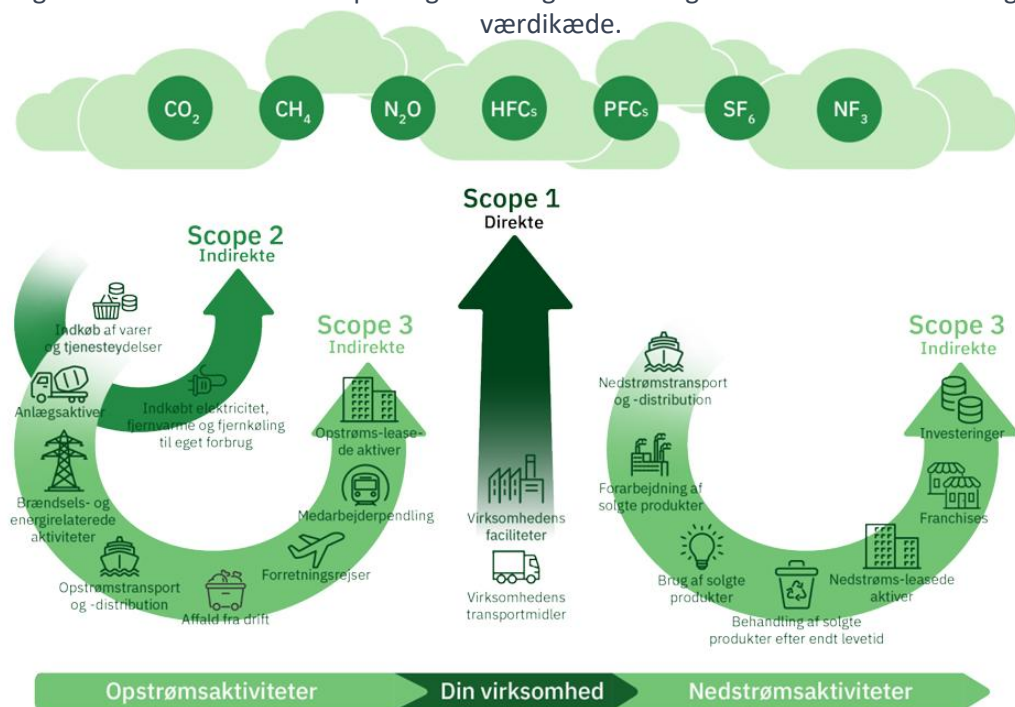 værdikæde.
CO₂ CH₄ N₂O HFCs PFCs SF₆ NF₃
Scope 1
Direkte
Scope 2
Indirekte
Indkøb af varer
og tjenesteydelser
Anlægsaktiver
Indkøbt elektricitet,
fjernvarme og fjernkøling
til eget forbrug
Brændsels- og
energirelaterede
aktiviteter
Opstrømstransport
og -distribution
Affald fra drift
Forretningsrejser
Medarbejderpendling
Opstrøms-lease-
de aktiver
Scope 3
Indirekte
Virksomhedens
faciliteter
Virksomhedens
transportmidler
Nedstrømstransport
og -distribution
Forarbejdning af
solgte produkter
Brug af solgte
produkter
Behandling af solgte
produkter efter endt levetid
Nedstrøms-leasede
aktiver
Franchises
Investeringer
Scope 3
Indirekte
Opstrømsaktiviteter
Din virksomhed
Nedstrømsaktiviteter